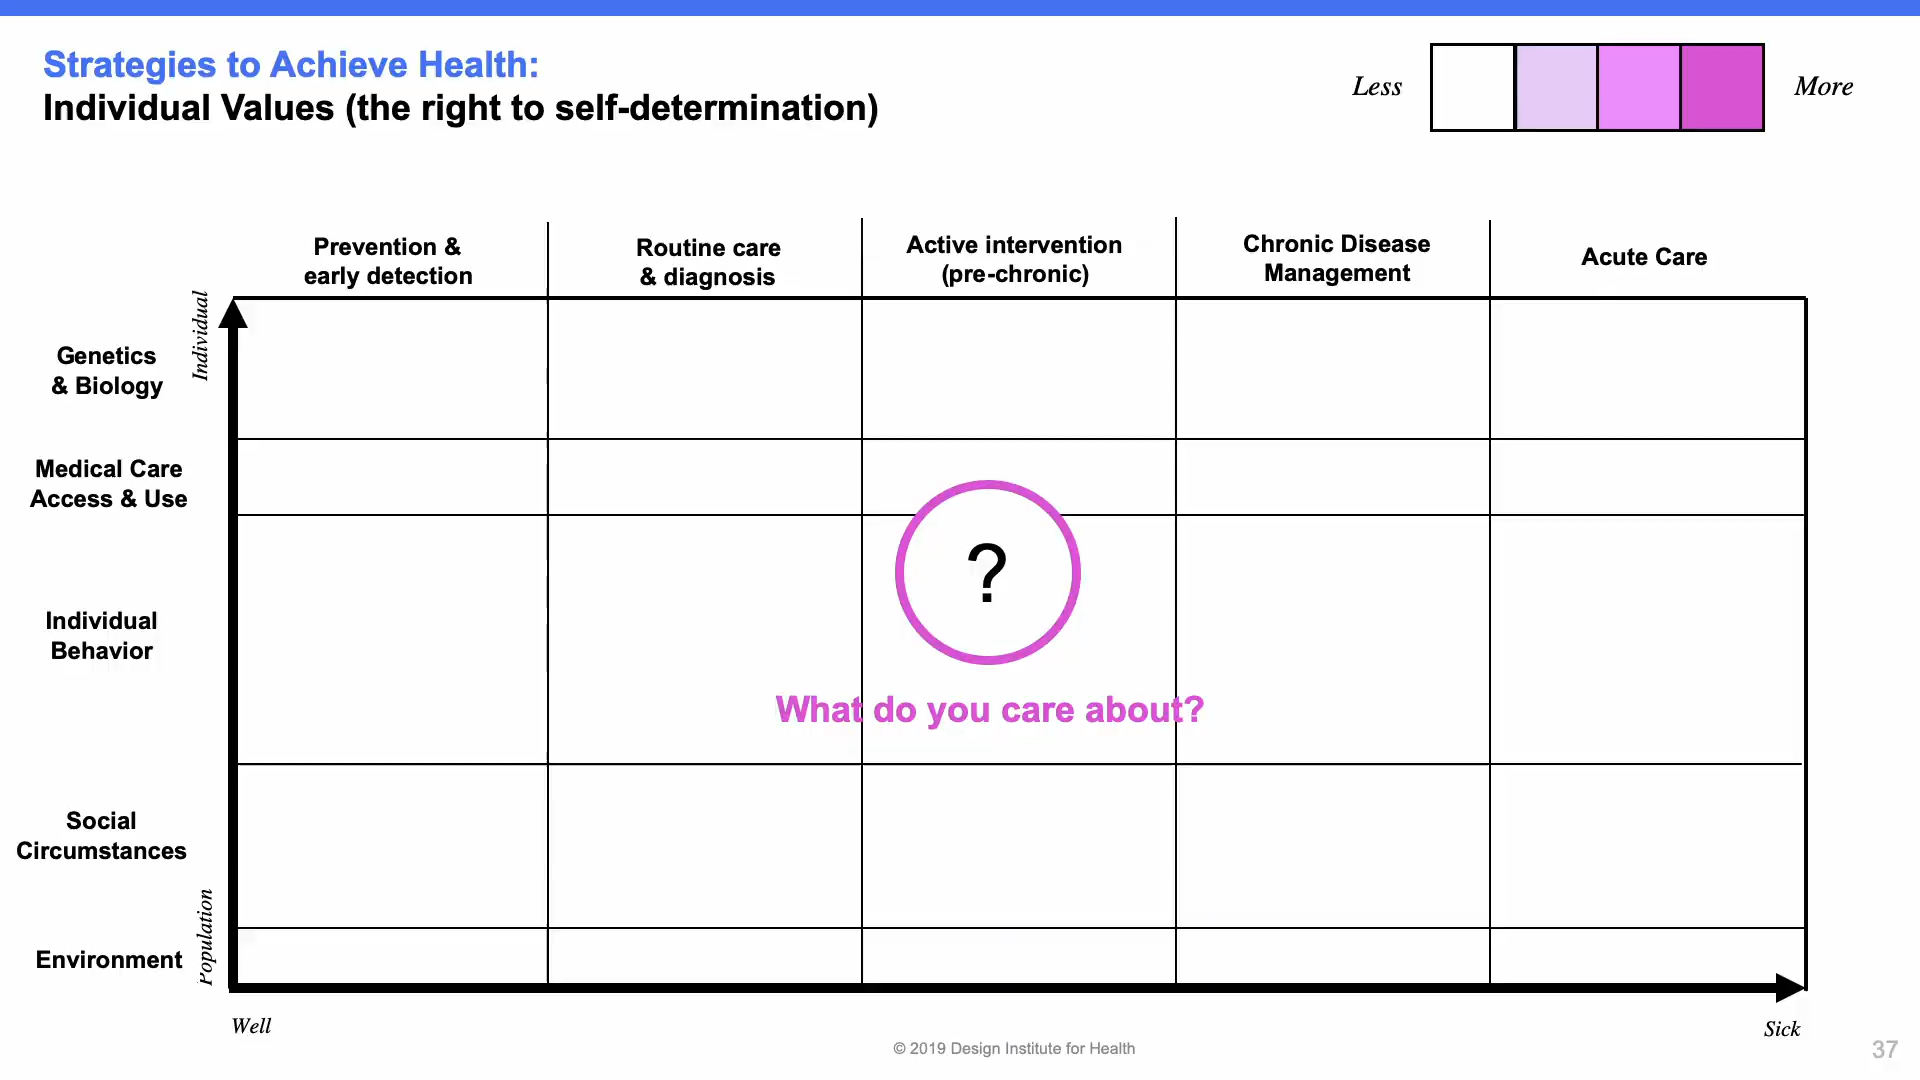 Strategies to Achieve Health:
Individual Values (the right to self-determination)
Less
More
Prevention &
early detection
Routine care
& diagnosis
Active intervention
(pre-chronic)
Chronic Disease
Management
Acute Care
Individual
Genetics
& Biology
Medical Care
Access & Use
Individual
Behavior
Social
Circumstances
Population
Environment
?
What do you care about?
Well
Sick
© 2019 Design Institute for Health
37